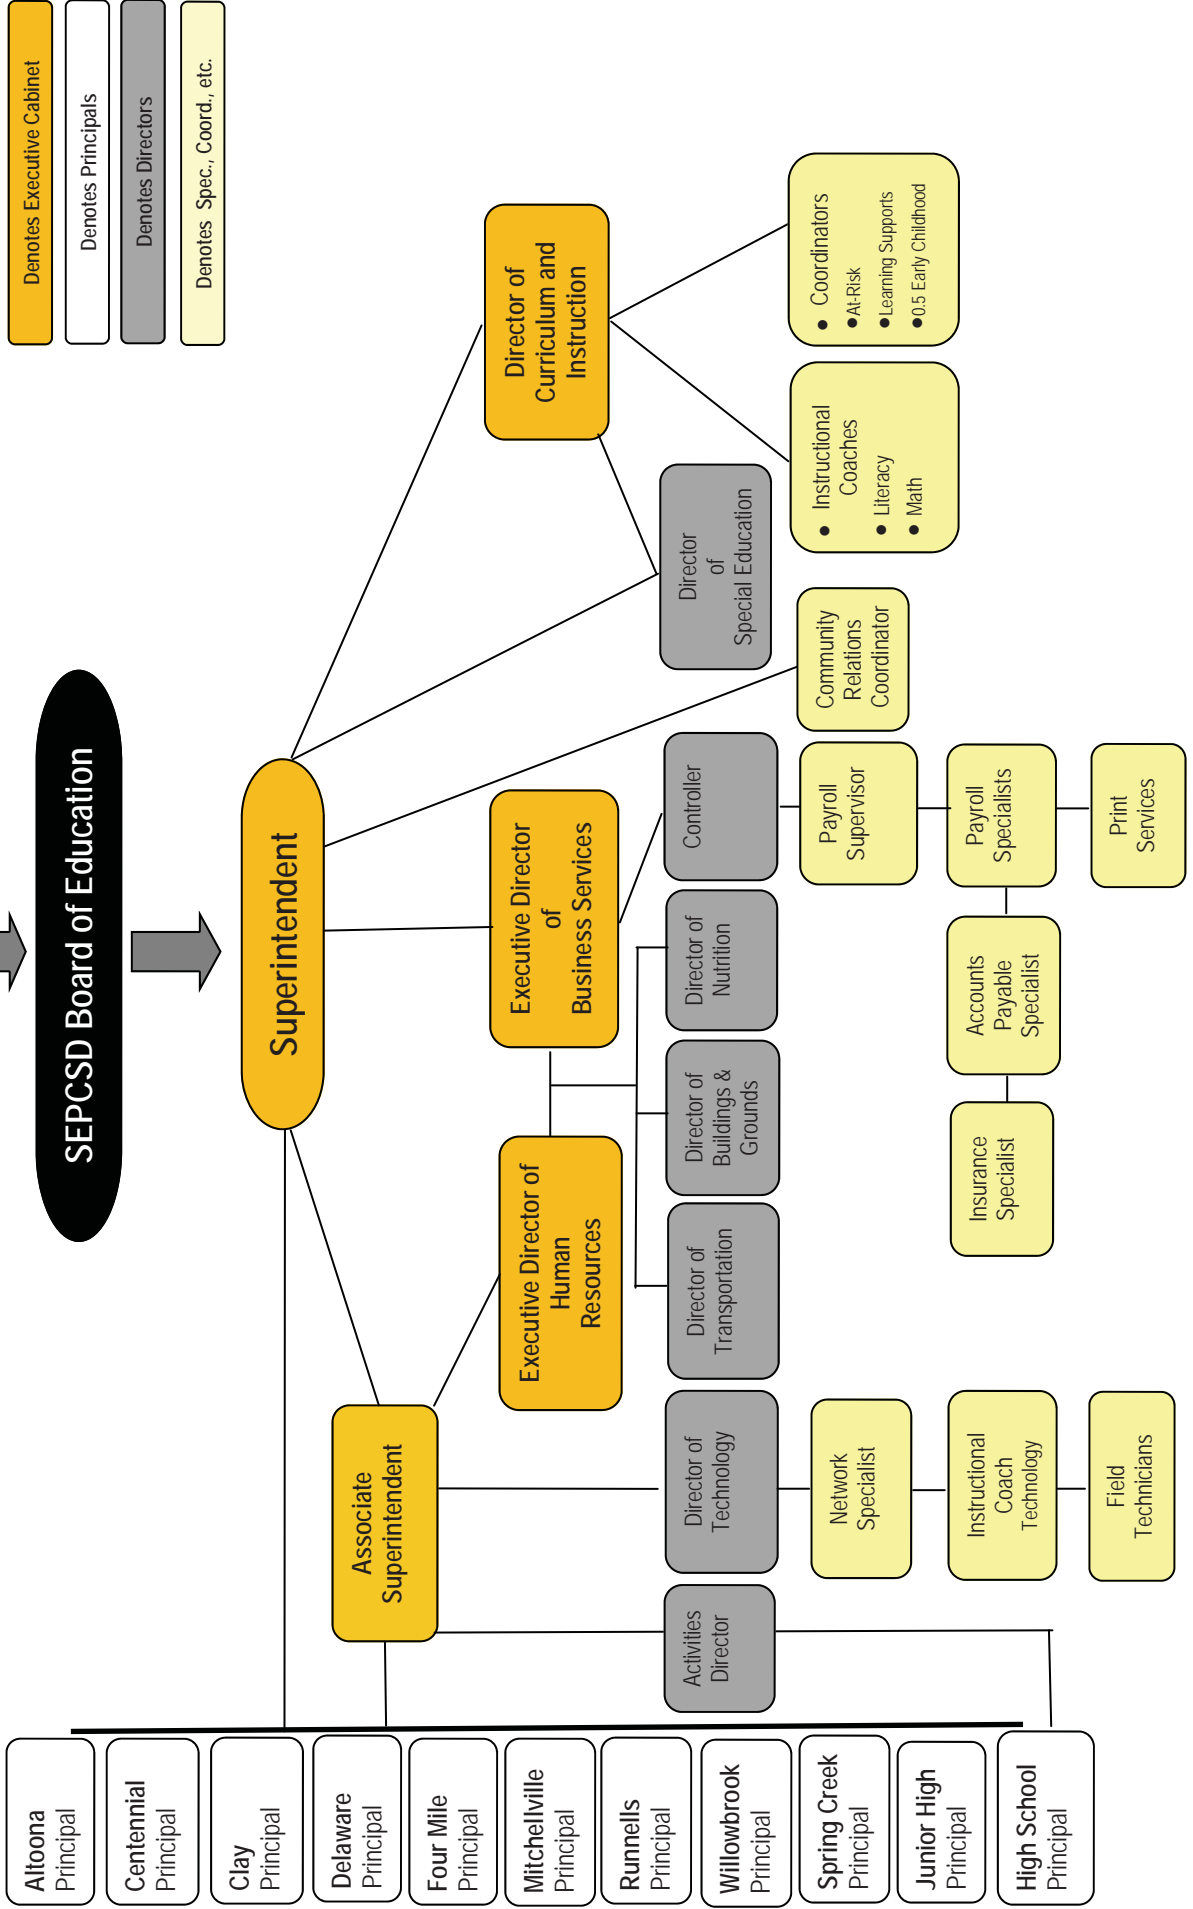 SEPCSD Board of Education
Denotes Executive Cabinet
Denotes Principals
Denotes Directors
Denotes Spec., Coord., etc.
Superintendent
Associate
Superintendent
Executive Director of
Human
Resources
Executive Director
of
Business Services
Director of
Curriculum and
Instruction
Activities
Director
Director of
Technology
Director of
Transportation
Director of
Buildings &
Grounds
Director of
Nutrition
Controller
Director
of
Special Education
Network
Specialist
Payroll
Supervisor
Community
Relations
Coordinator
● Instructional
Coaches
● Literacy
● Math
● Coordinators
● At-Risk
● Learning Supports
● 0.5 Early Childhood
Instructional
Coach
Technology
Insurance
Specialist
Accounts
Payable
Specialist
Payroll
Specialists
Field
Technicians
Print
Services
Altoona
Principal
Centennial
Principal
Clay
Principal
Delaware
Principal
Four Mile
Principal
Mitchellville
Principal
Runnells
Principal
Willowbrook
Principal
Spring Creek
Principal
Junior High
Principal
High School
Principal